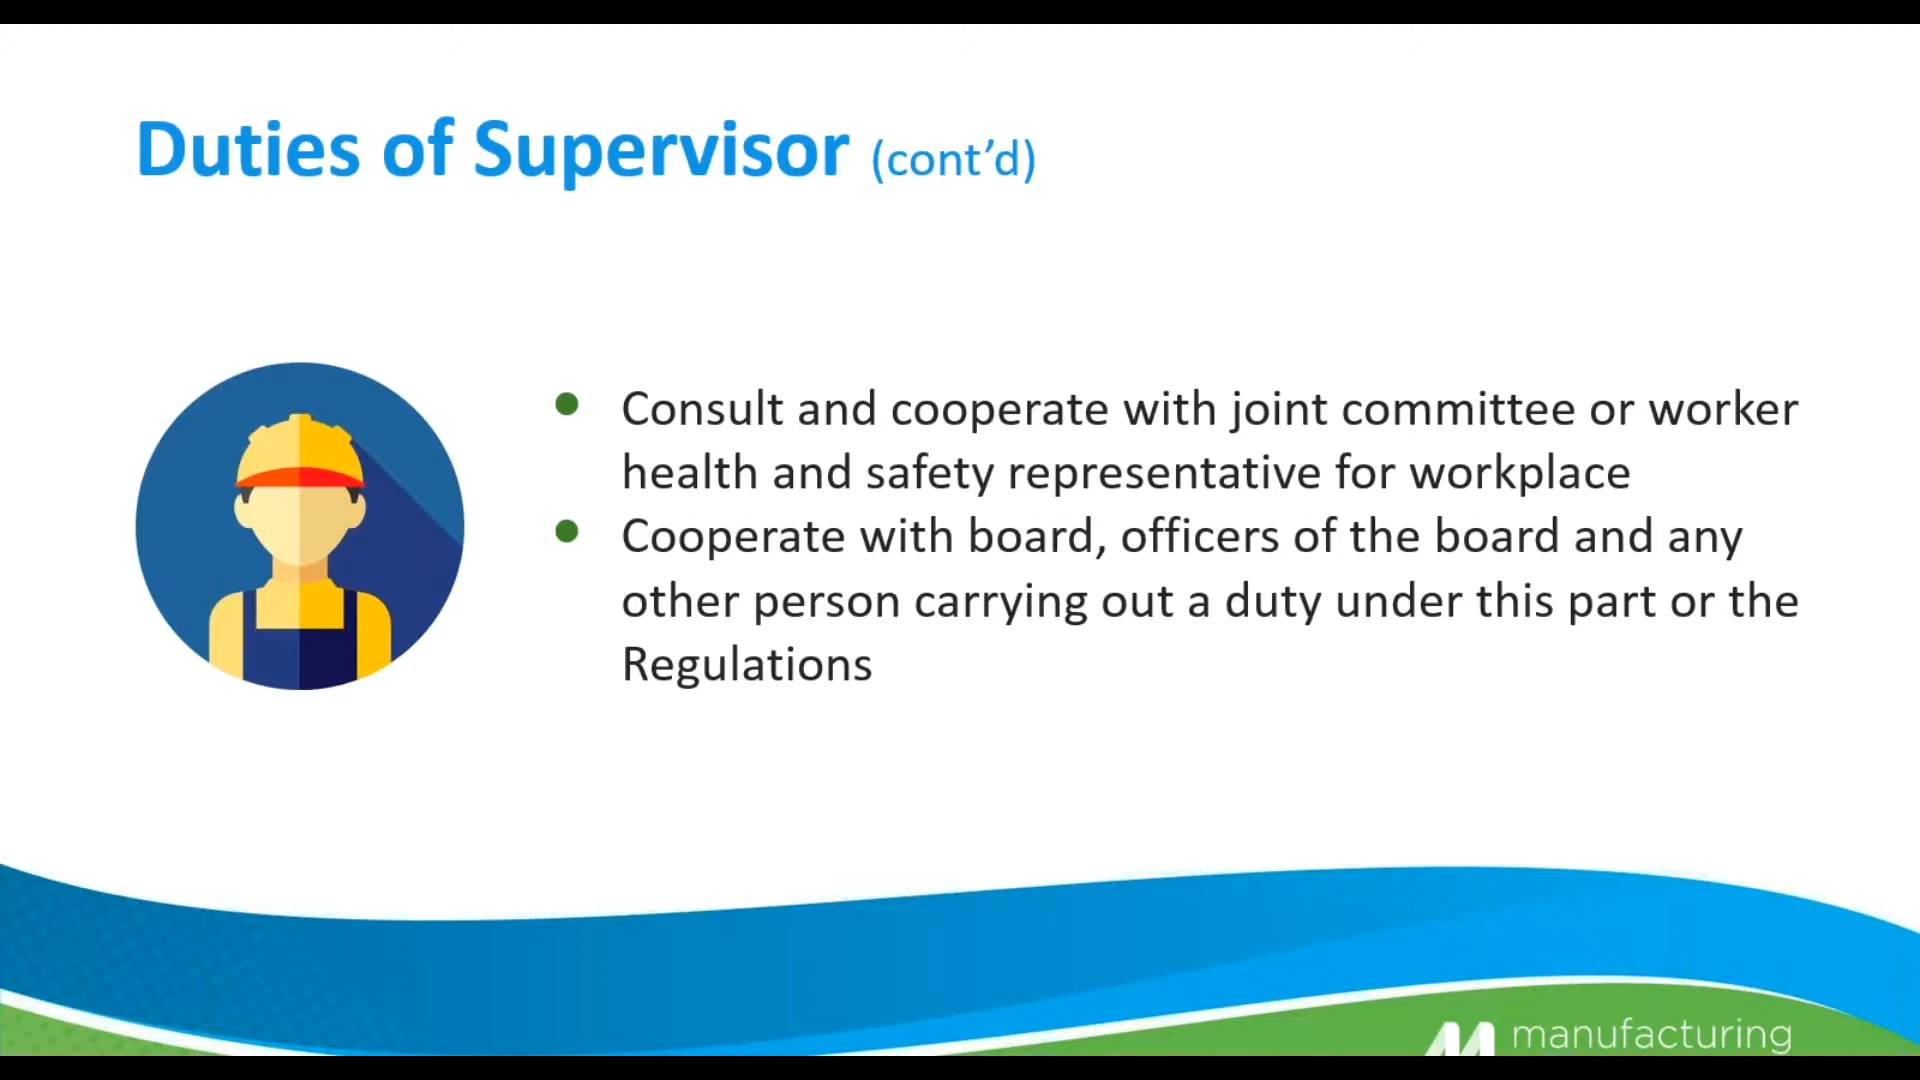 Duties of Supervisor (cont’d)
Consult and cooperate with joint committee or worker
health and safety representative for workplace
Cooperate with board, officers of the board and any
other person carrying out a duty under this part or the
Regulations
manufacturing